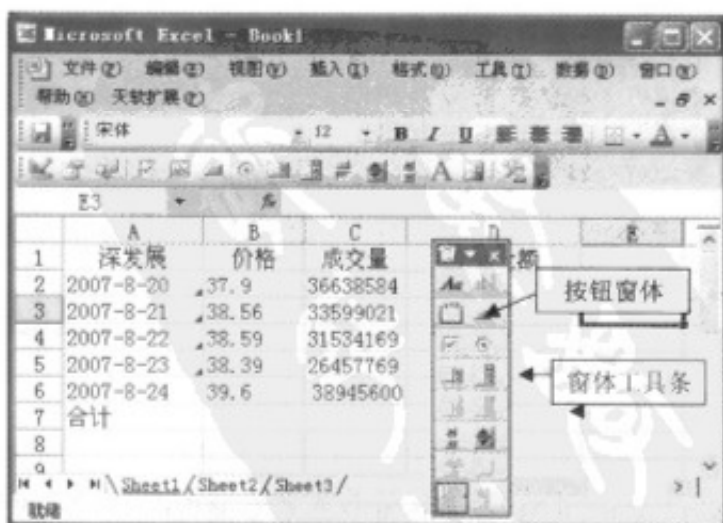 Microsoft Excel - Book1
文件(F) 编辑(E) 视图(V) 插入(I) 格式(O) 工具(T) 数据(D) 窗口(W)
帮助(H) 天软扩展(E)
宋体 12 B I U A
A
E3 fx
A B C D E
1 深发展 价格 成交量 额
2 2007-8-20 37.9 36638584
Aa
按钮窗体
3 2007-8-21 38.56 33599021
4 2007-8-22 38.59 31534169
5 2007-8-23 38.39 26457769
窗体工具条
6 2007-8-24 39.6 38945600
7 合计
8
9
Sheet1 Sheet2 Sheet3
就绪